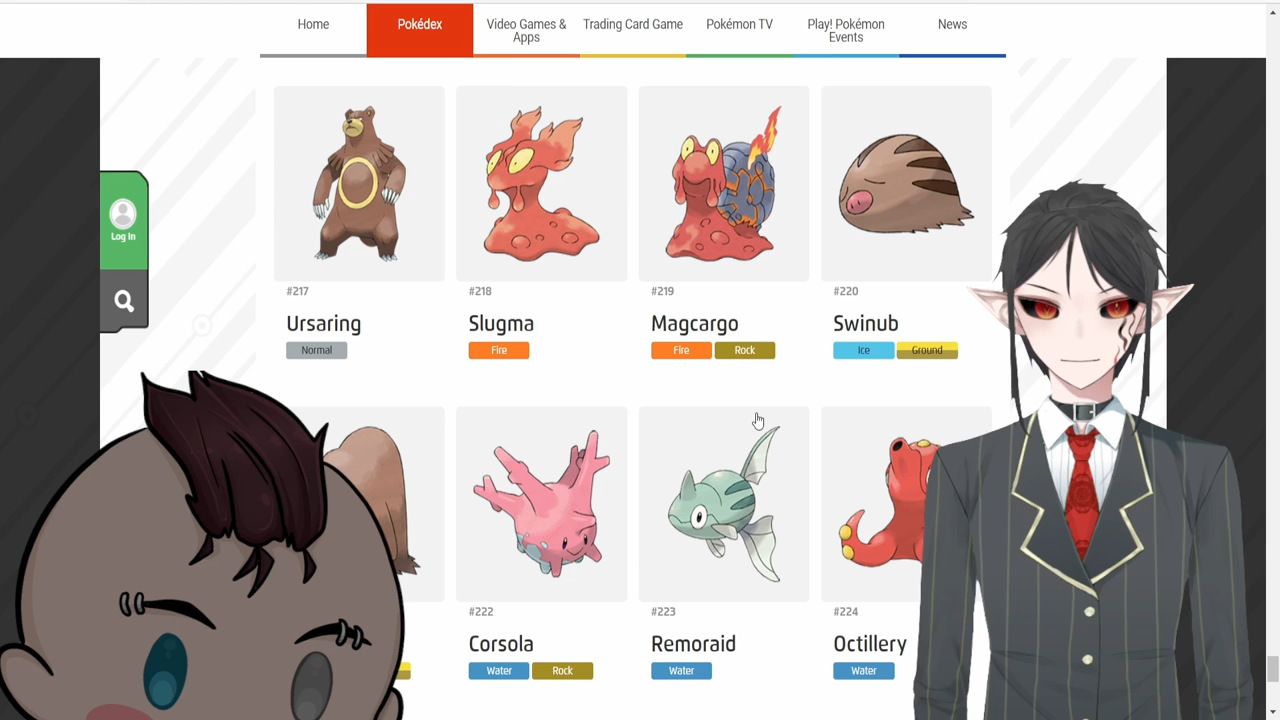 Home
Pokédex
Video Games &
Apps
Trading Card Game
Pokémon TV
Play! Pokémon
Events
News
Log In
#217
#218
#219
#220
Ursaring
Slugma
Magcargo
Swinub
Normal
Fire
Fire
Rock
Ice
Ground
#222
#223
#224
Corsola
Remoraid
Octillery
Water
Rock
Water
Water